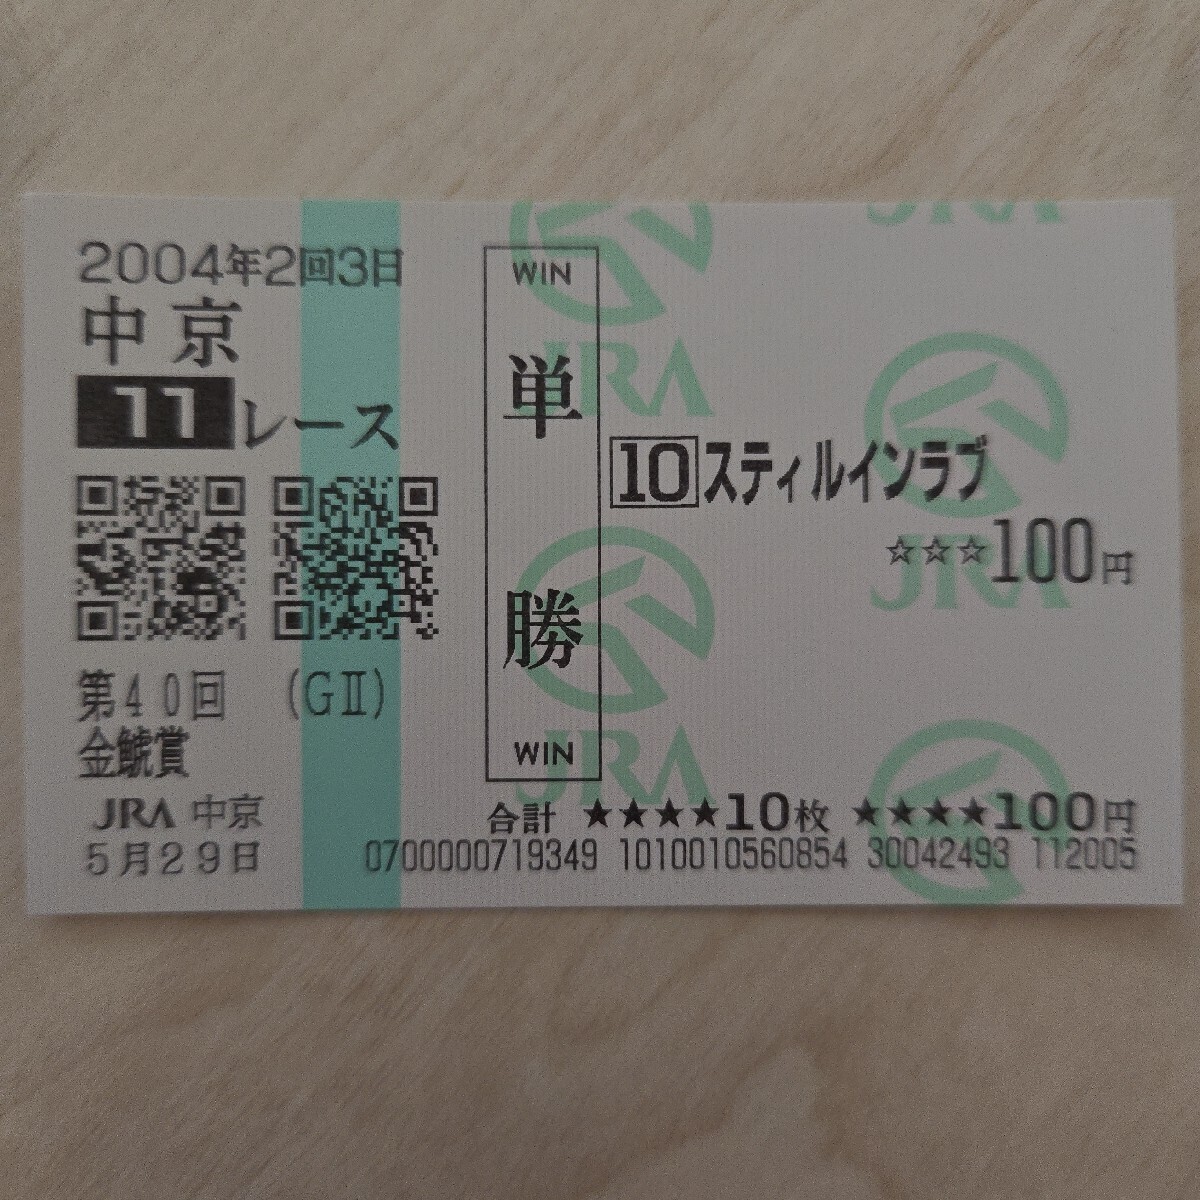 2004年2回3日
中京
11レース
第40回 (GⅡ)
金鯱賞
JRA 中京
5月29日
WIN
単勝
WIN
10スティルインラブ
☆☆☆100円
合計 ★★★★10枚 ★★★★100円
0700000719349 1010010560854 30042493 112005
JRA
JRA
JRA
JRA